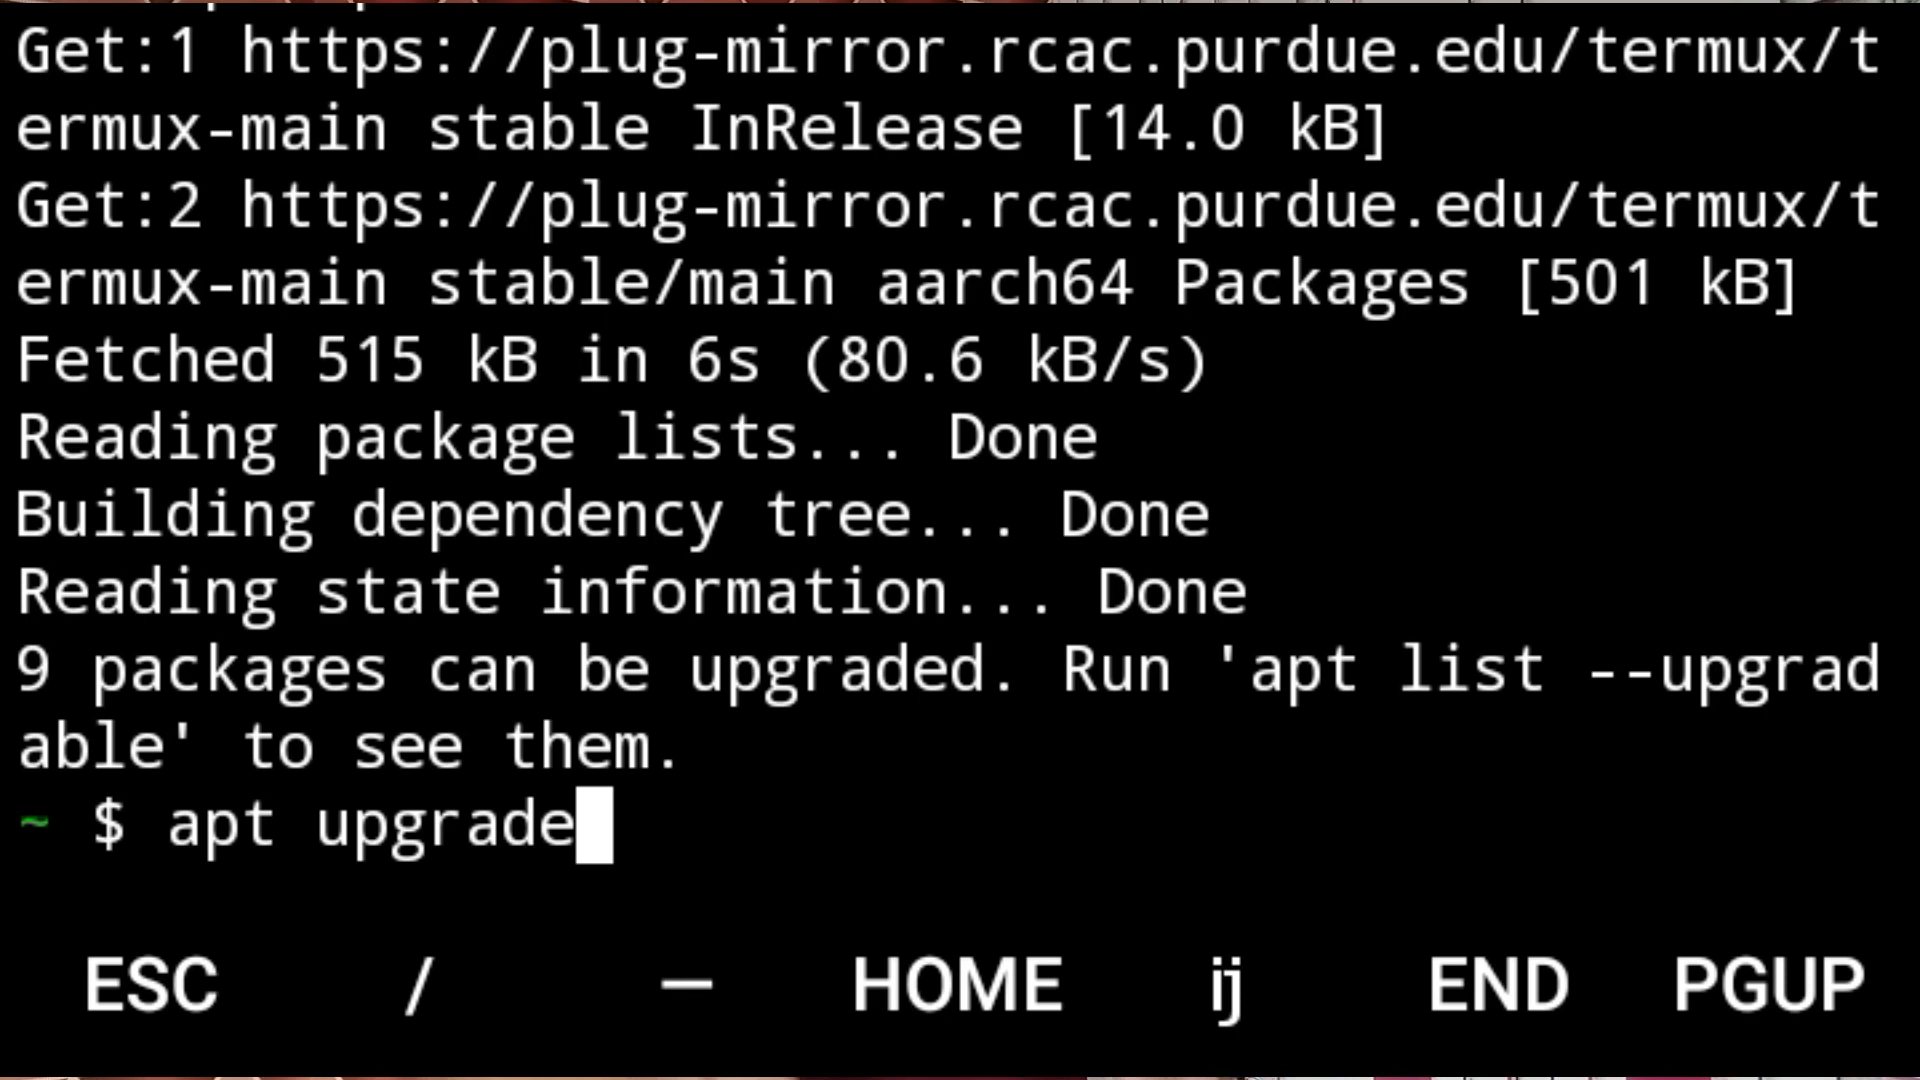 Get:1 https://plug-mirror.rcac.purdue.edu/termux/t
ermux-main stable InRelease [14.0 kB]
Get:2 https://plug-mirror.rcac.purdue.edu/termux/t
ermux-main stable/main aarch64 Packages [501 kB]
Fetched 515 kB in 6s (80.6 kB/s)
Reading package lists... Done
Building dependency tree... Done
Reading state information... Done
9 packages can be upgraded. Run 'apt list --upgrad
able' to see them.
~ $ apt upgrade
ESC / — HOME ij END PGUP